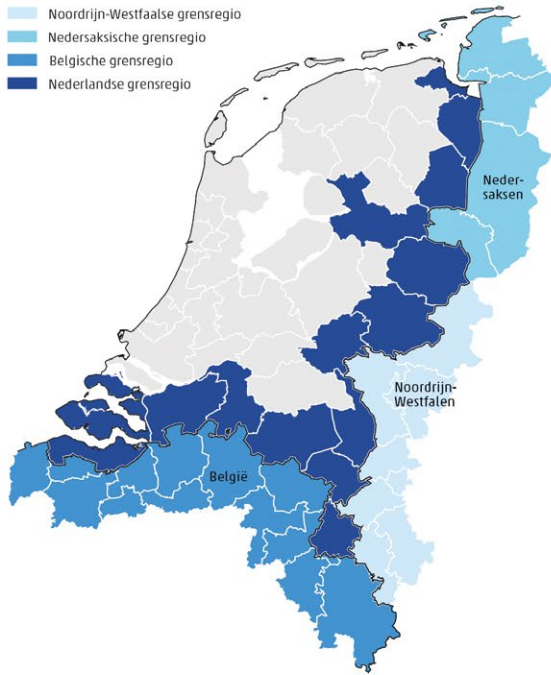 Noordrijn-Westfaalse grensregio
Nedersaksische grensregio
Belgische grensregio
Nederlandse grensregio
Neder-
saksen
Noordrijn-
Westfalen
België